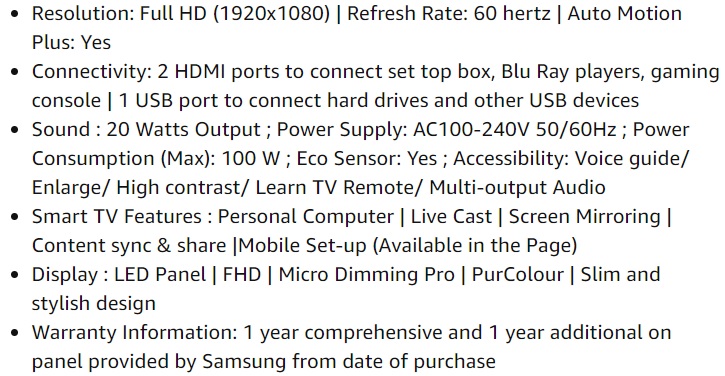 • Resolution: Full HD (1920x1080) | Refresh Rate: 60 hertz | Auto Motion
Plus: Yes
• Connectivity: 2 HDMI ports to connect set top box, Blu Ray players, gaming
console | 1 USB port to connect hard drives and other USB devices
• Sound : 20 Watts Output ; Power Supply: AC100-240V 50/60Hz ; Power
Consumption (Max): 100 W ; Eco Sensor: Yes ; Accessibility: Voice guide/
Enlarge/ High contrast/ Learn TV Remote/ Multi-output Audio
• Smart TV Features : Personal Computer | Live Cast | Screen Mirroring |
Content sync & share |Mobile Set-up (Available in the Page)
• Display : LED Panel | FHD | Micro Dimming Pro | PurColour | Slim and
stylish design
• Warranty Information: 1 year comprehensive and 1 year additional on
panel provided by Samsung from date of purchase